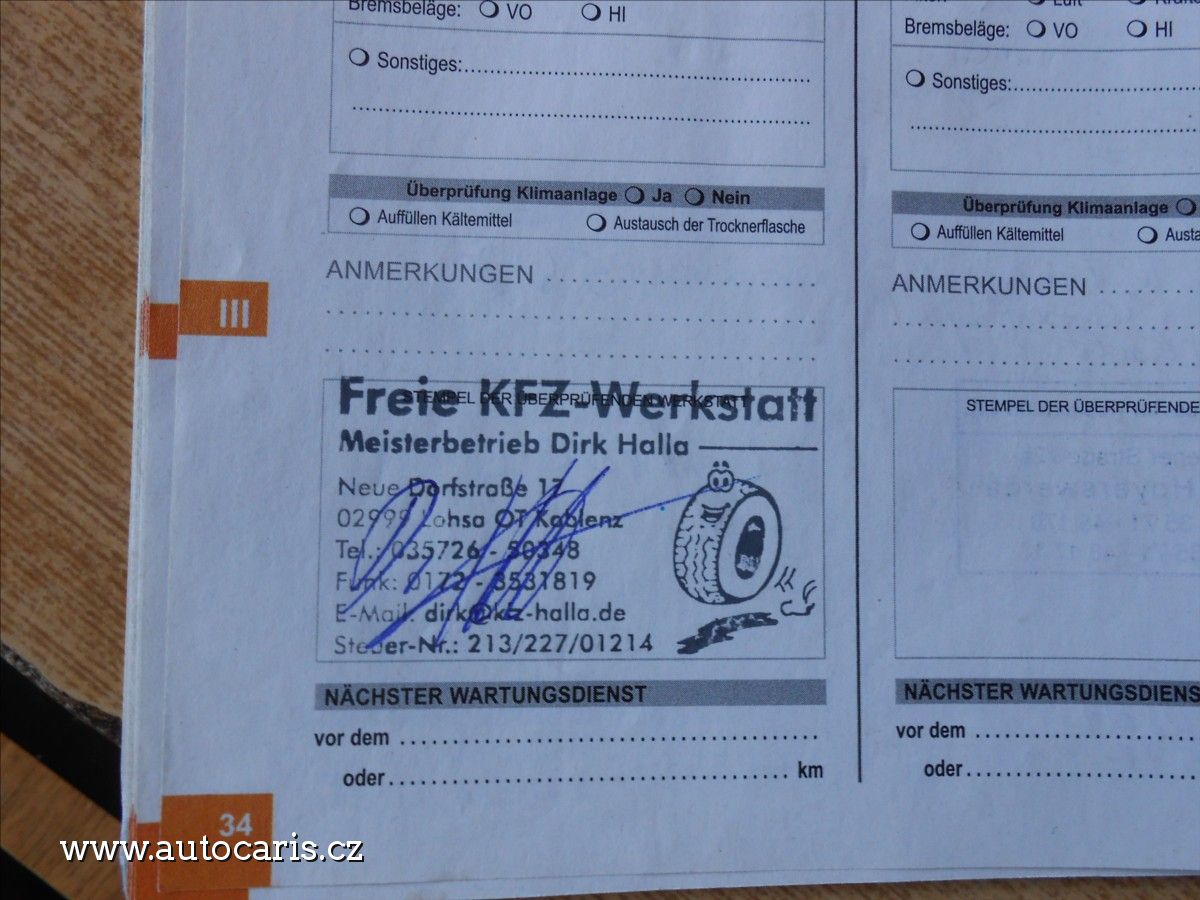 Bremsbeläge: VO HI
Sonstiges:
Überprüfung Klimaanlage Ja Nein
Auffüllen Kältemittel Austausch der Trocknerflasche
ANMERKUNGEN
III
STEMPEL DER ÜBERPRÜFENDEN WERKSTATT
Freie KFZ-Werkstatt
Meisterbetrieb Dirk Halla
Neue Dorfstraße 17
02999 Lohsa OT Koblenz
Tel.: 035726 - 50348
Funk: 0172 - 3531819
E-Mail: dirk@kfz-halla.de
Steuer-Nr.: 213/227/01214
NÄCHSTER WARTUNGSDIENST
vor dem
oder km
34
Luft
Bremsbeläge: VO HI
Sonstiges:
Überprüfung Klimaanlage
Auffüllen Kältemittel Austa
ANMERKUNGEN
STEMPEL DER ÜBERPRÜFENDE
NÄCHSTER WARTUNGSDIENS
vor dem
oder
www.autocaris.cz